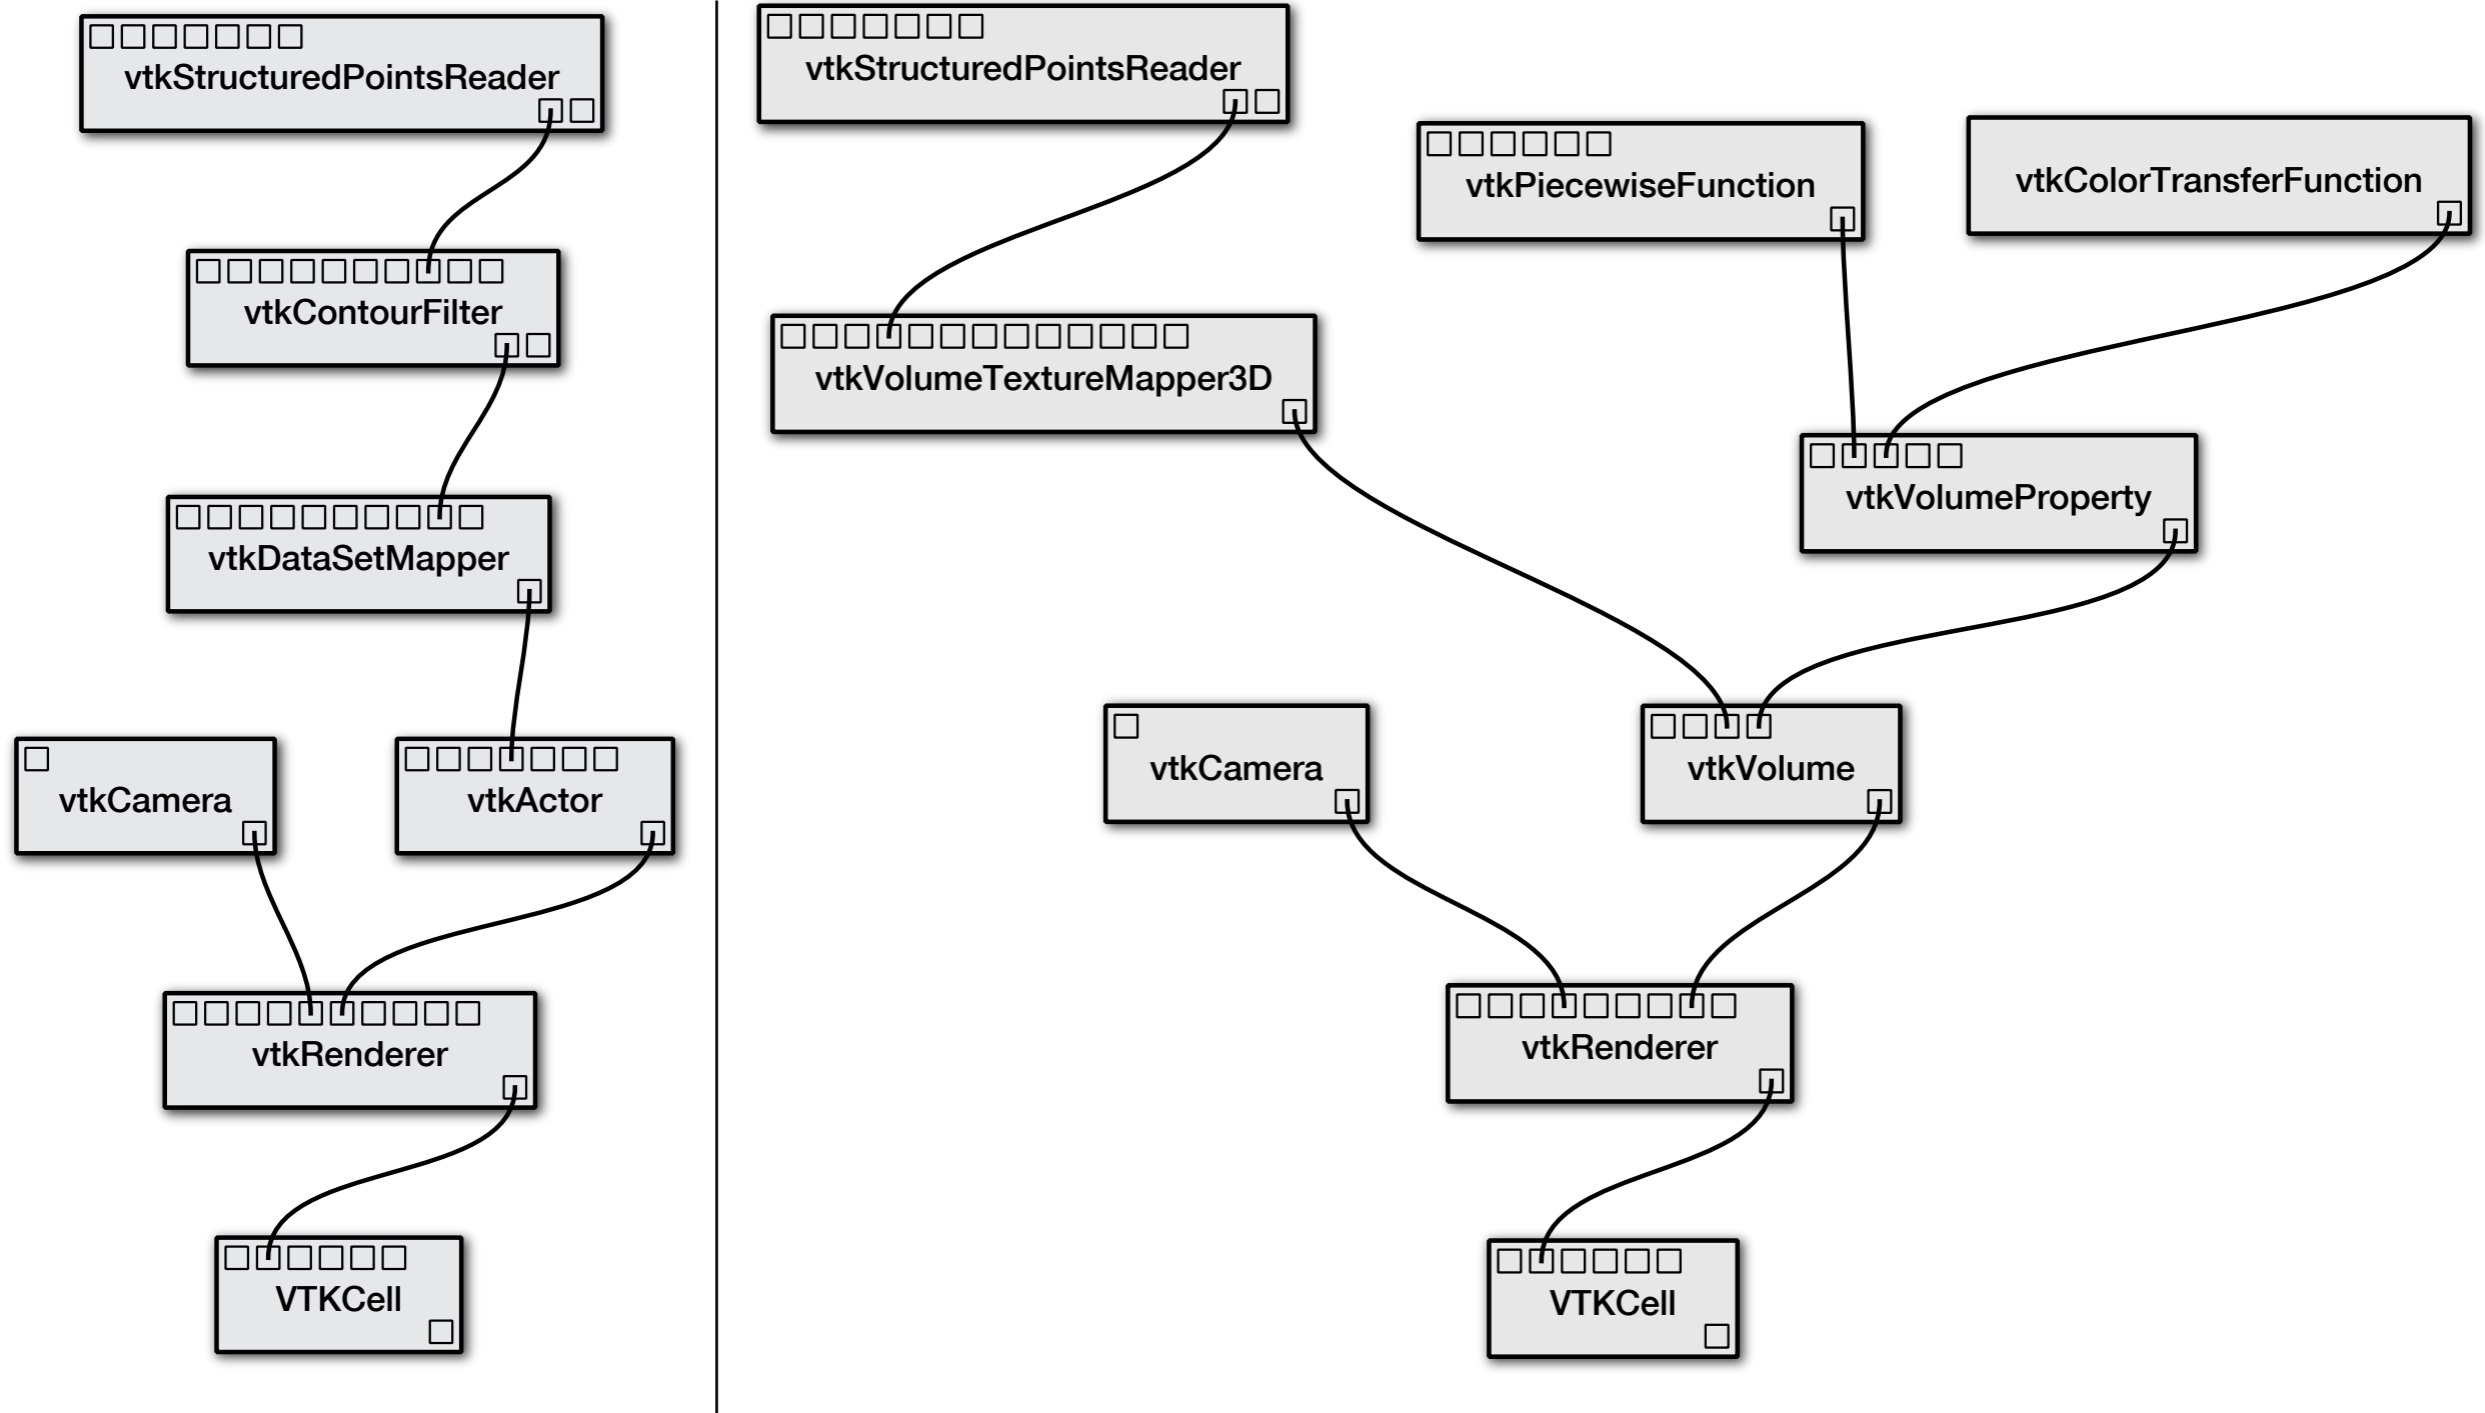 vtkStructuredPointsReader
vtkContourFilter
vtkDataSetMapper
vtkCamera
vtkActor
vtkRenderer
VTKCell
vtkStructuredPointsReader
vtkPiecewiseFunction
vtkColorTransferFunction
vtkVolumeTextureMapper3D
vtkVolumeProperty
vtkCamera
vtkVolume
vtkRenderer
VTKCell